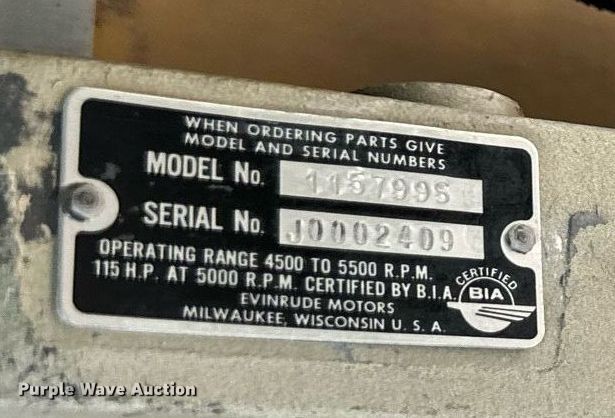 WHEN ORDERING PARTS GIVE
MODEL AND SERIAL NUMBERS
MODEL No. 115799S
SERIAL No. J0002409
OPERATING RANGE 4500 TO 5500 R.P.M.
115 H.P. AT 5000 R.P.M. CERTIFIED BY B.I.A.
CERTIFIED
BIA
EVINRUDE MOTORS
MILWAUKEE, WISCONSIN U. S. A.
Purple Wave Auction